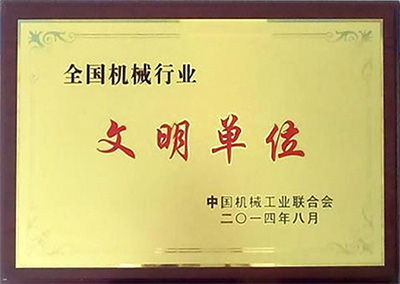 全国机械行业
文明单位
中国机械工业联合会
二〇一四年八月